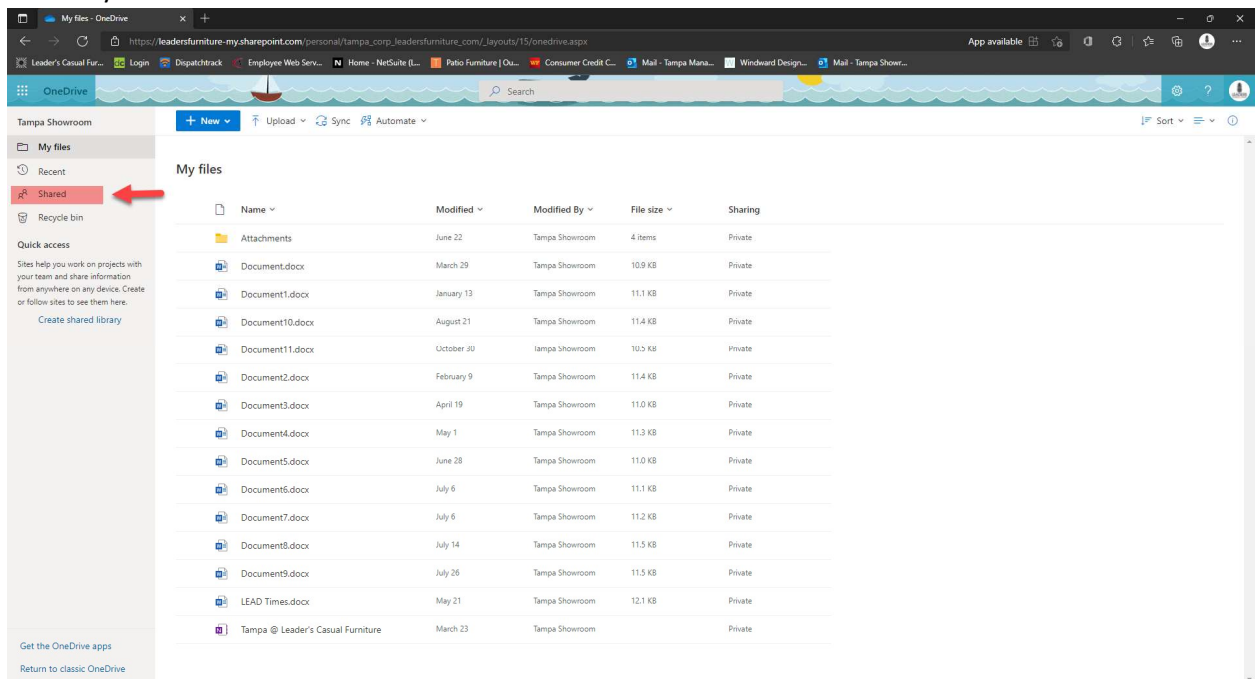 My files - OneDrive
https://leadersfurniture-my.sharepoint.com/personal/tampa_corp_leadersfurniture_com/_layouts/15/onedrive.aspx
App available
Leader's Casual Fur... dc Login Dispatchtrack Employee Web Serv... N Home - NetSuite (L... Patio Furniture | Ou... WF Consumer Credit C... Mail - Tampa Mana... Windward Design... Mail - Tampa Showr...
OneDrive Search ?
Tampa Showroom + New Upload Sync Automate Sort
My files
Recent
Shared
Recycle bin
Quick access
Sites help you work on projects with
your team and share information
from anywhere on any device. Create
or follow sites to see them here.
Create shared library
My files
Name Modified Modified By File size Sharing
Attachments June 22 Tampa Showroom 4 items Private
Document.docx March 29 Tampa Showroom 10.9 KB Private
Document1.docx January 13 Tampa Showroom 11.1 KB Private
Document10.docx August 21 Tampa Showroom 11.4 KB Private
Document11.docx October 30 Tampa Showroom 10.5 KB Private
Document2.docx February 9 Tampa Showroom 11.4 KB Private
Document3.docx April 19 Tampa Showroom 11.0 KB Private
Document4.docx May 1 Tampa Showroom 11.3 KB Private
Document5.docx June 28 Tampa Showroom 11.0 KB Private
Document6.docx July 6 Tampa Showroom 11.1 KB Private
Document7.docx July 6 Tampa Showroom 11.2 KB Private
Document8.docx July 14 Tampa Showroom 11.5 KB Private
Document9.docx July 26 Tampa Showroom 11.5 KB Private
LEAD Times.docx May 21 Tampa Showroom 12.1 KB Private
Tampa @ Leader's Casual Furniture March 23 Tampa Showroom Private
Get the OneDrive apps
Return to classic OneDrive